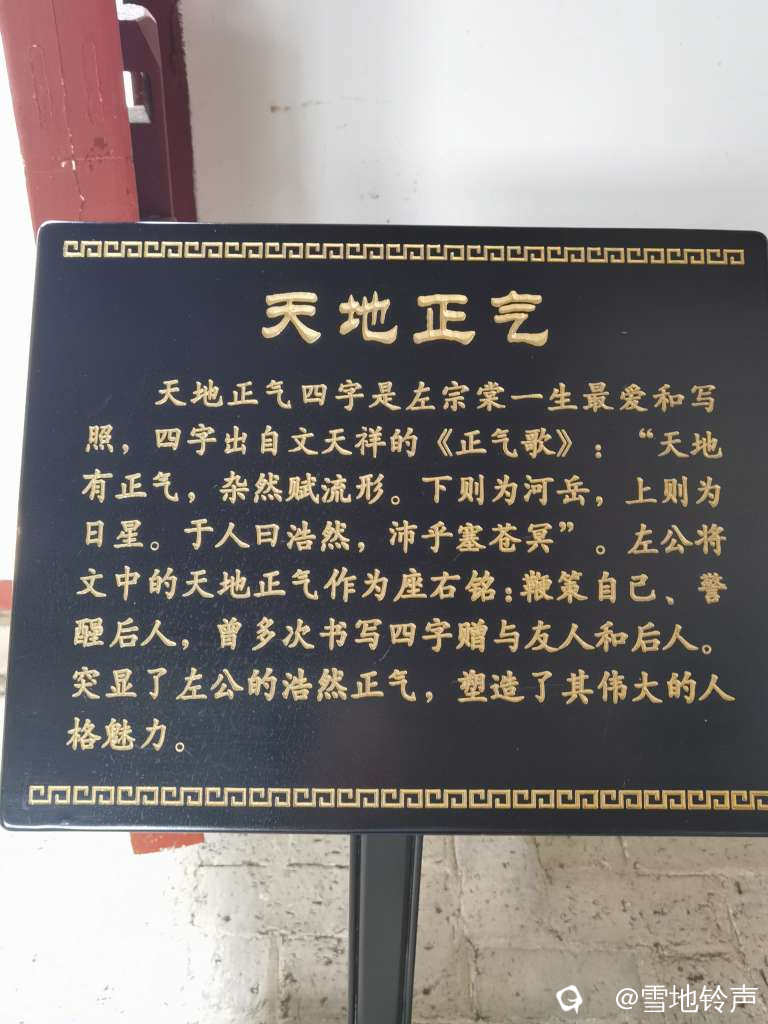 天地正气
天地正气四字是左宗棠一生最爱和写
照，四字出自文天祥的《正气歌》：“天地
有正气，杂然赋流形。下则为河岳，上则为
日星。于人曰浩然，沛乎塞苍冥”。左公将
文中的天地正气作为座右铭：鞭策自己、警
醒后人，曾多次书写四字赠与友人和后人。
突显了左公的浩然正气，塑造了其伟大的人
格魅力。
@雪地铃声